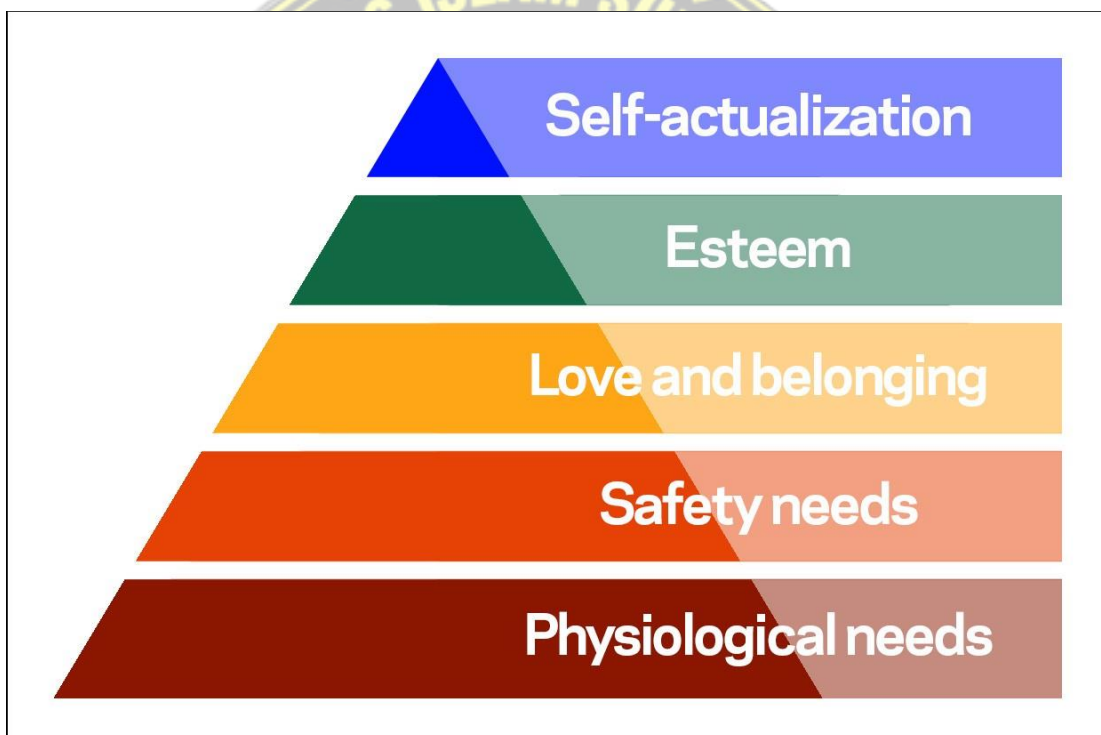 Self-actualization
Esteem
Love and belonging
Safety needs
Physiological needs